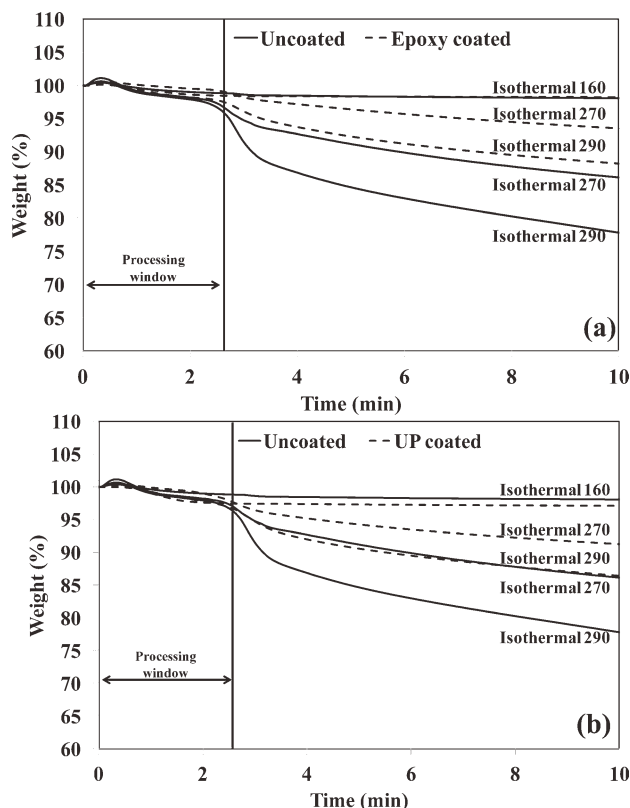 110
100
95
90
85
80
75
70
65
60
Weight (%)
Uncoated
Epoxy coated
Isothermal 160
Isothermal 270
Isothermal 290
Isothermal 270
Isothermal 290
Processing
window
(a)
0
2
4
6
8
10
Time (min)
110
105
100
95
90
85
80
75
70
65
60
Weight (%)
Uncoated
UP coated
Isothermal 160
Isothermal 270
Isothermal 290
Isothermal 270
Isothermal 290
Processing
window
(b)
0
2
4
6
8
10
Time (min)